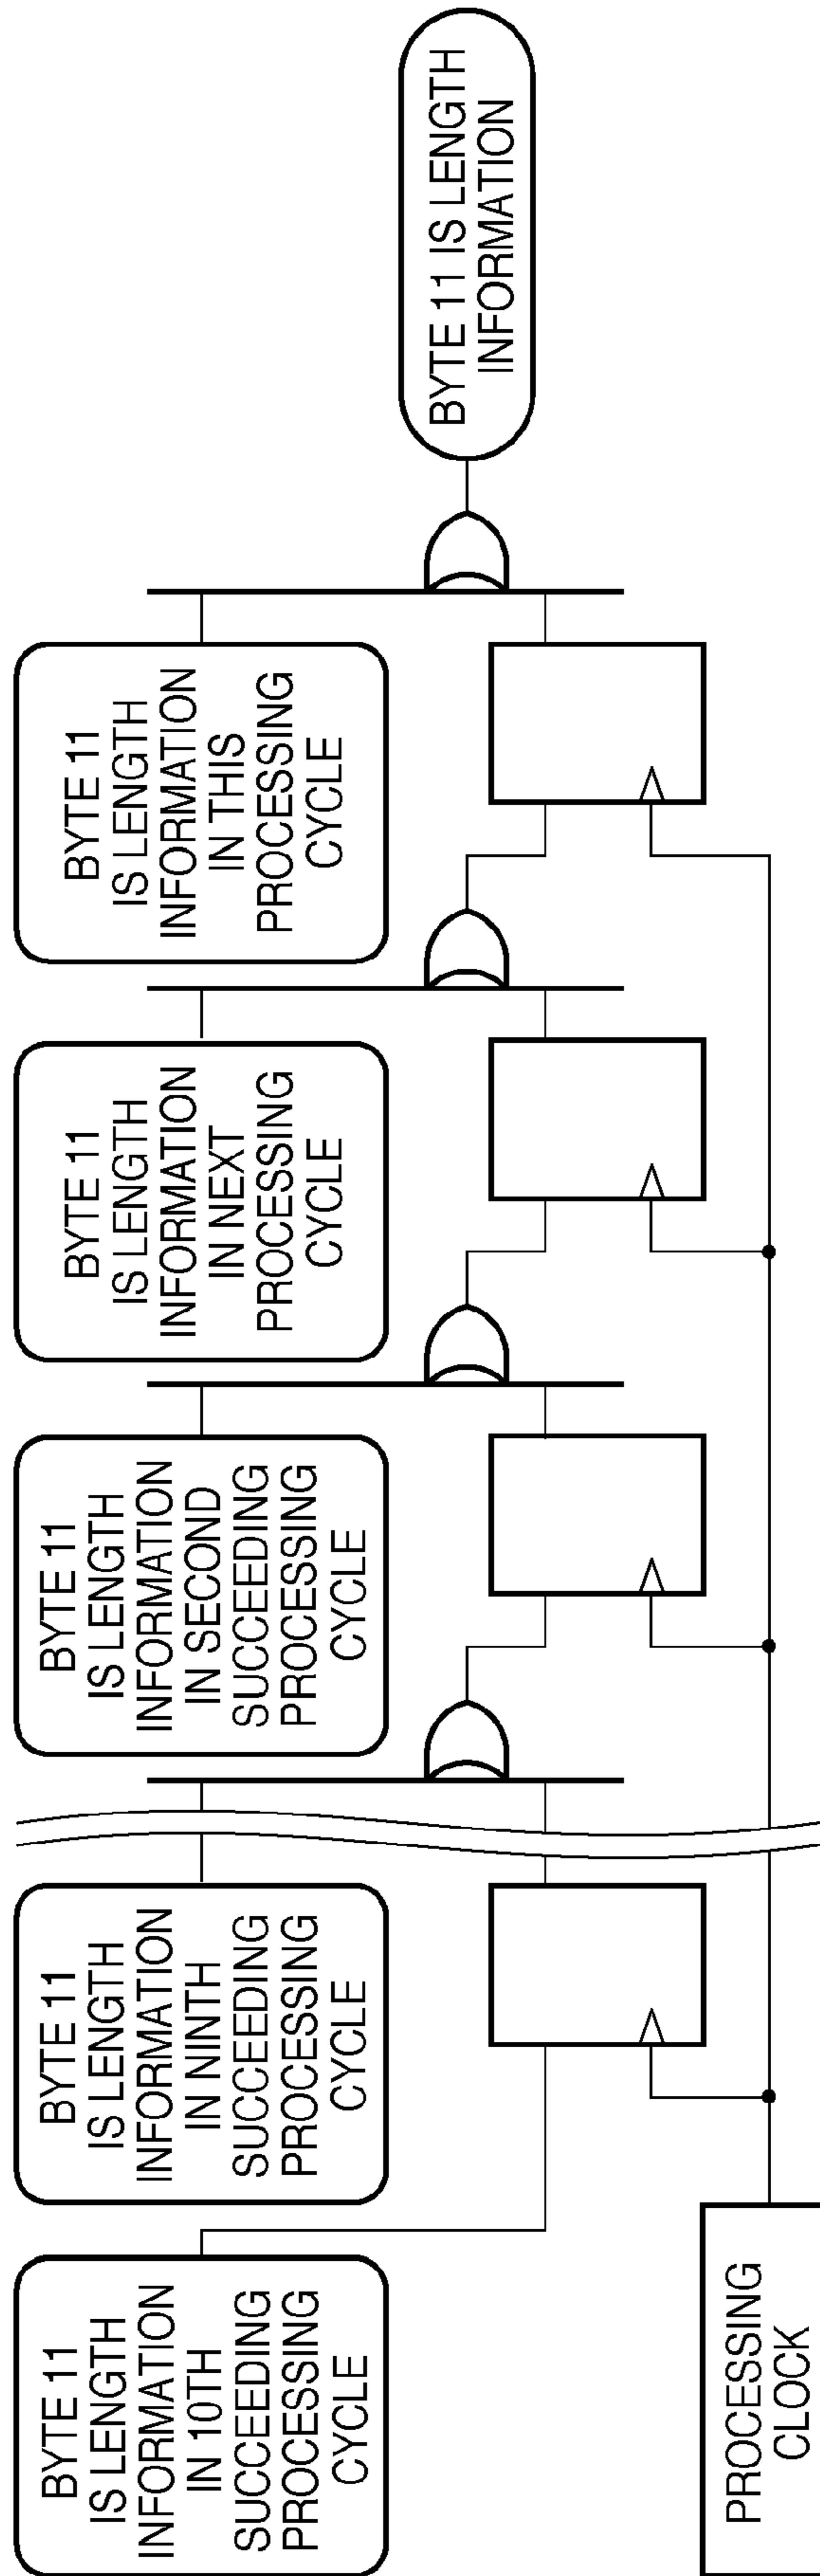 BYTE 11
IS LENGTH
INFORMATION
IN 10TH
SUCCEEDING
PROCESSING
CYCLE
BYTE 11
IS LENGTH
INFORMATION
IN NINTH
SUCCEEDING
PROCESSING
CYCLE
BYTE 11
IS LENGTH
INFORMATION
IN SECOND
SUCCEEDING
PROCESSING
CYCLE
BYTE 11
IS LENGTH
INFORMATION
IN NEXT
PROCESSING
CYCLE
BYTE 11
IS LENGTH
INFORMATION
IN THIS
PROCESSING
CYCLE
BYTE 11 IS LENGTH
INFORMATION
PROCESSING
CLOCK